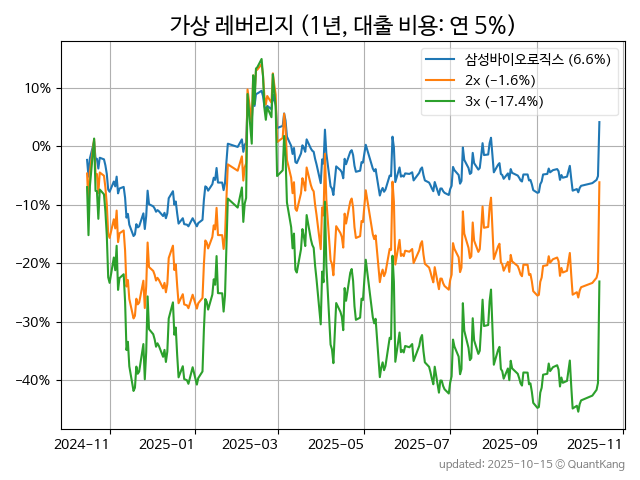 가상 레버리지 (1년, 대출 비용: 연 5%)
삼성바이오로직스 (6.6%)
2x (−1.6%)
3x (−17.4%)
10%
0%
−10%
−20%
−30%
−40%
2024-11 2025-01 2025-03 2025-05 2025-07 2025-09 2025-11
updated: 2025-10-15 © QuantKang